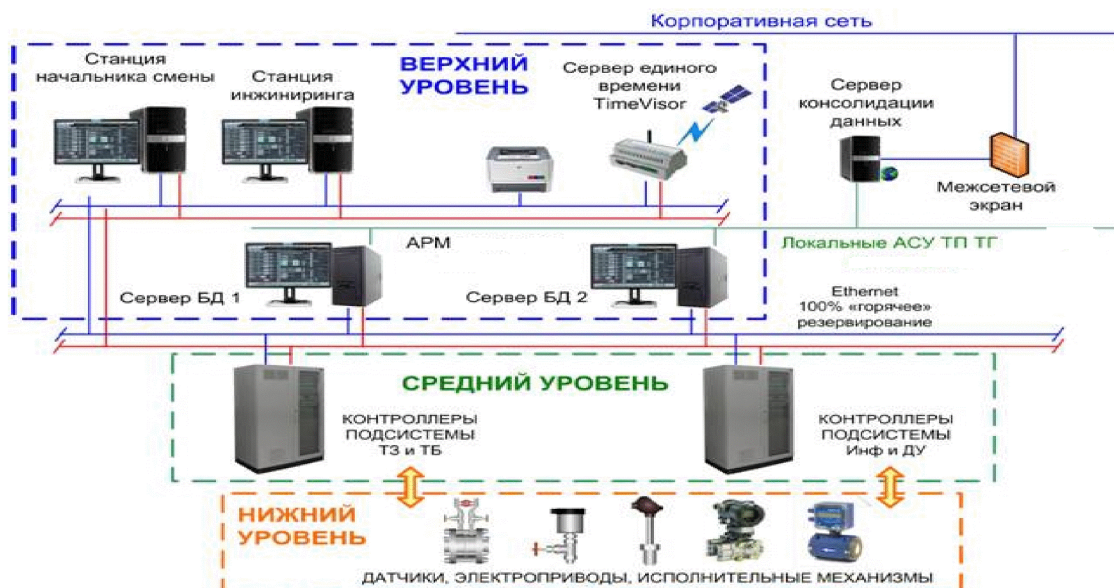 Корпоративная сеть
Станция
начальника смены
Станция
инжиниринга
ВЕРХНИЙ
УРОВЕНЬ
Сервер единого
времени
TimeVisor
Сервер
консолидации
данных
Межсетевой
экран
АРМ
Локальные АСУ ТП ТГ
Сервер БД 1
Сервер БД 2
Ethernet
100% «горячее»
резервирование
СРЕДНИЙ УРОВЕНЬ
КОНТРОЛЛЕРЫ
ПОДСИСТЕМЫ
ТЗ и ТБ
КОНТРОЛЛЕРЫ
ПОДСИСТЕМЫ
Инф и ДУ
НИЖНИЙ
УРОВЕНЬ
ДАТЧИКИ, ЭЛЕКТРОПРИВОДЫ, ИСПОЛНИТЕЛЬНЫЕ МЕХАНИЗМЫ